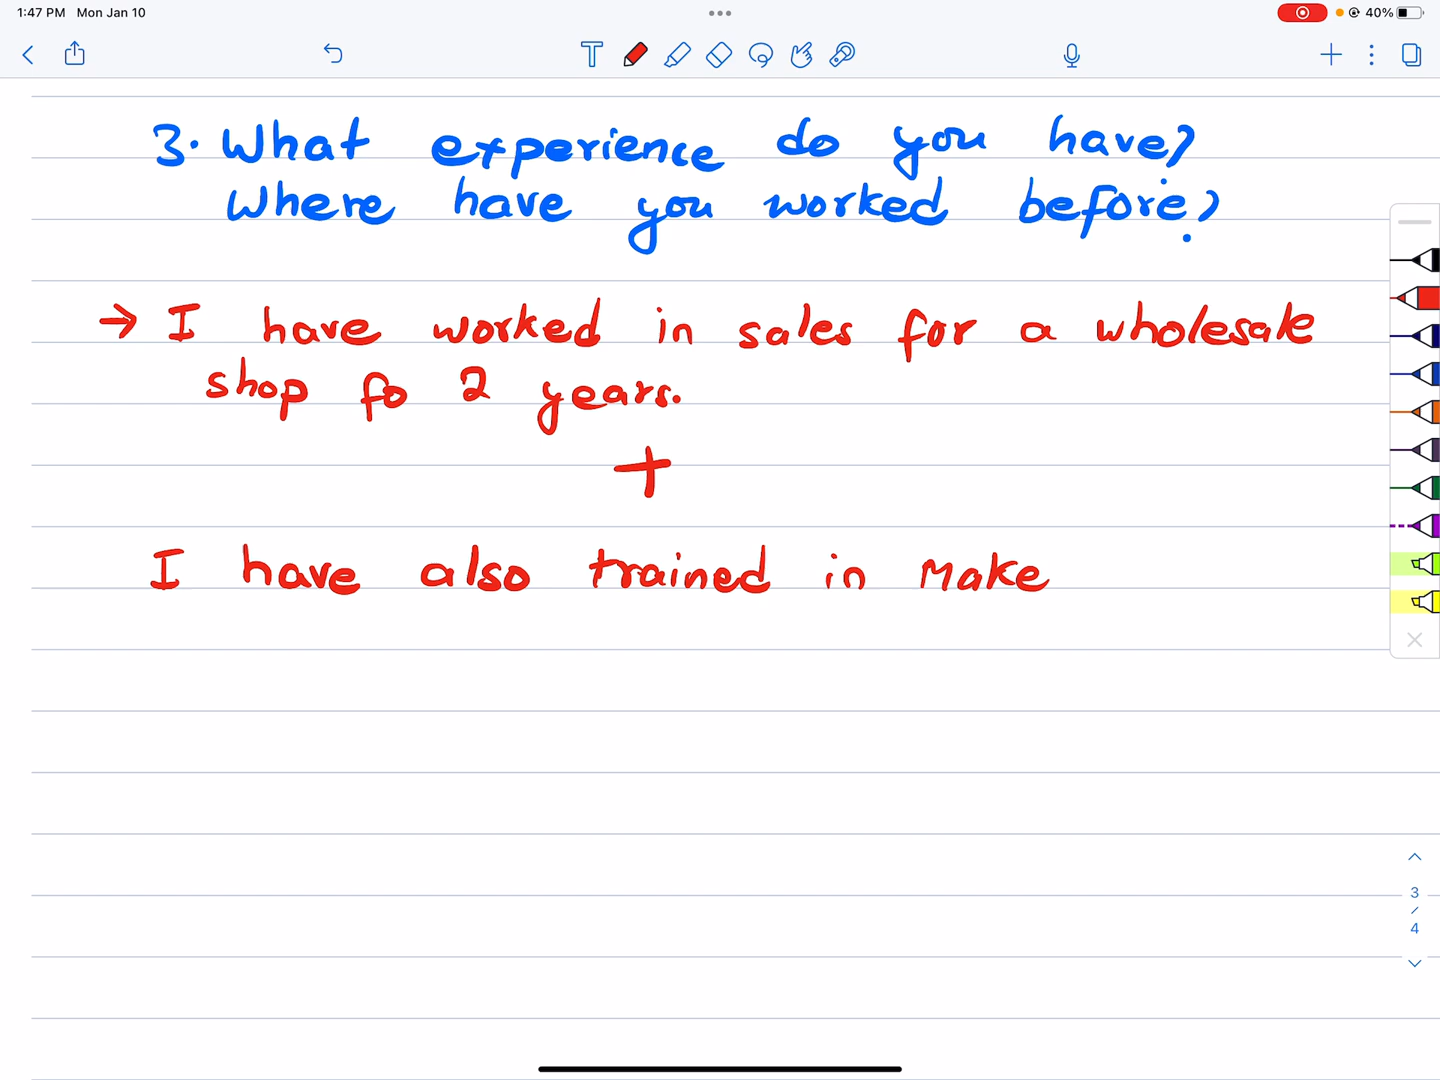 1:47 PM Mon Jan 10
40%
3. What experience do you have?
Where have you worked before?
→ I have worked in sales for a wholesale
shop fo 2 years.
+
I have also trained in Make
3
/
4